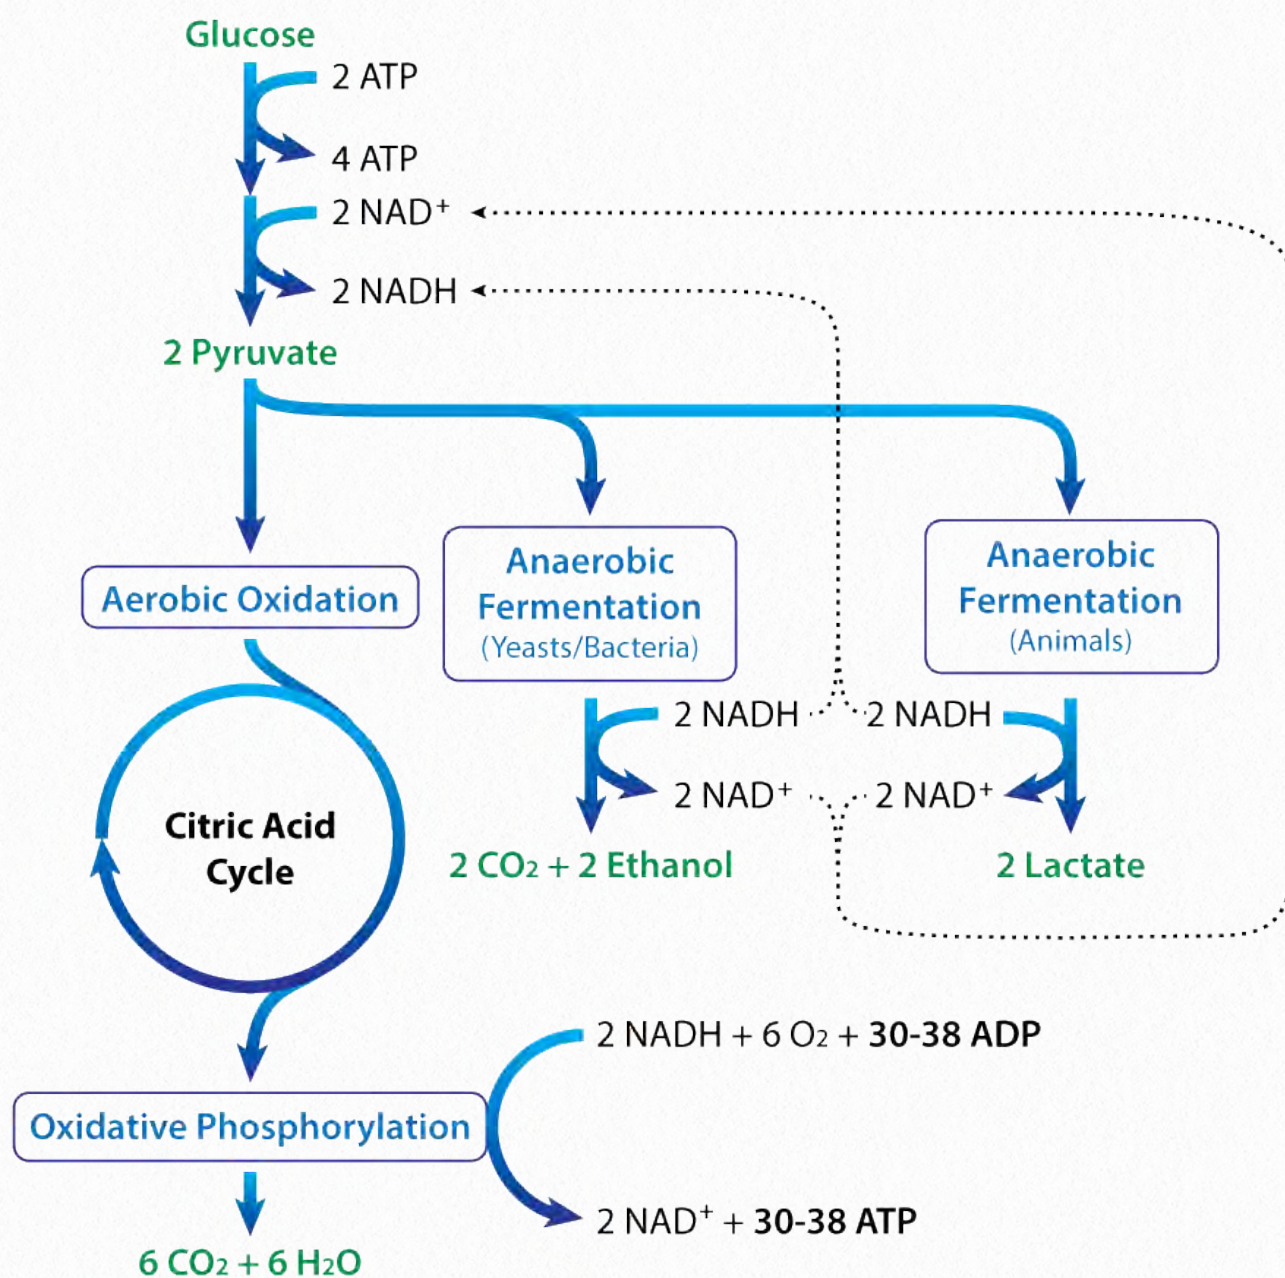 Glucose
2 ATP
4 ATP
2 NAD⁺
2 NADH
2 Pyruvate
Aerobic Oxidation
Anaerobic
Fermentation
(Yeasts/Bacteria)
Anaerobic
Fermentation
(Animals)
2 NADH
2 NADH
2 NAD⁺
2 NAD⁺
Citric Acid
Cycle
2 CO₂ + 2 Ethanol
2 Lactate
2 NADH + 6 O₂ + 30-38 ADP
Oxidative Phosphorylation
2 NAD⁺ + 30-38 ATP
6 CO₂ + 6 H₂O